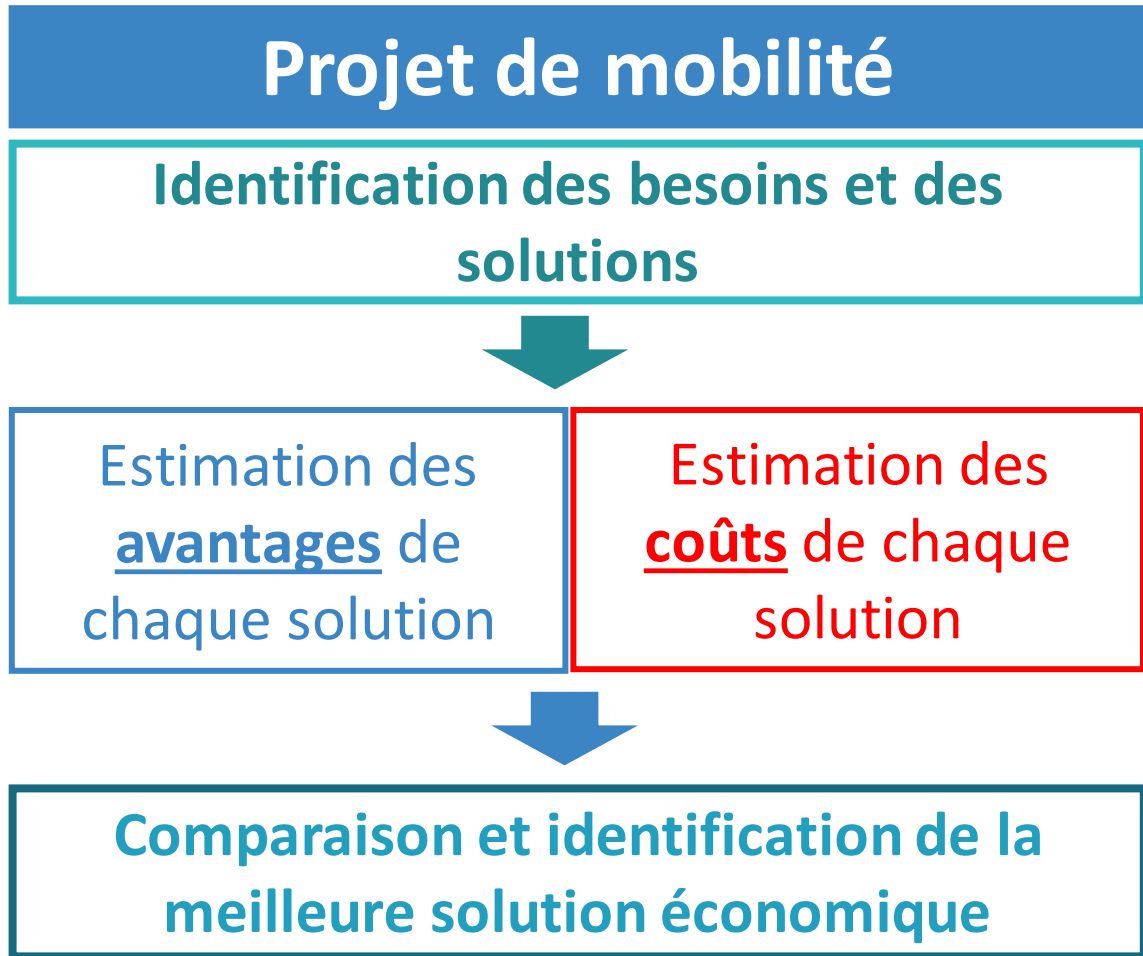 Projet de mobilité
Identification des besoins et des
solutions
Estimation des
avantages de
chaque solution
Estimation des
coûts de chaque
solution
Comparaison et identification de la
meilleure solution économique